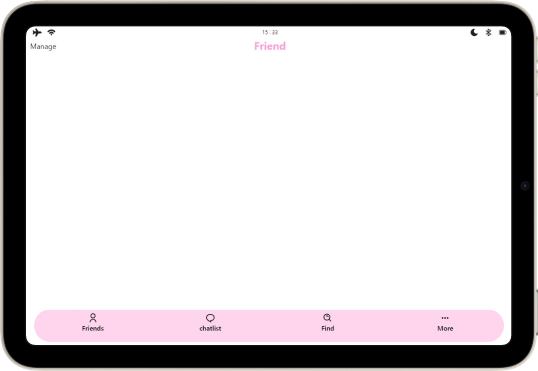 15 : 33
Manage
Friend
Friends
chatlist
Find
More